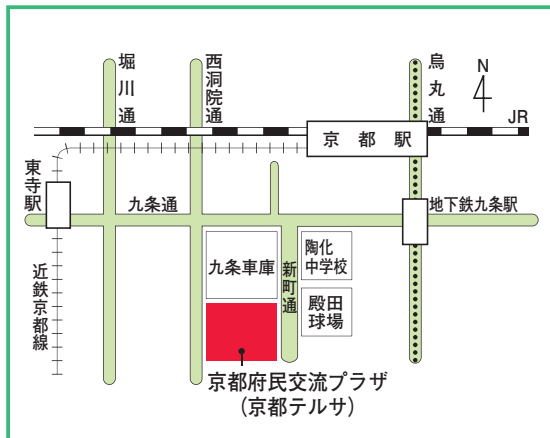 堀川通
西洞院通
烏丸通
N
JR
京都駅
東寺駅
九条通
地下鉄九条駅
近鉄京都線
九条車庫
新町通
陶化
中学校
殿田
球場
京都府民交流プラザ
(京都テルサ)